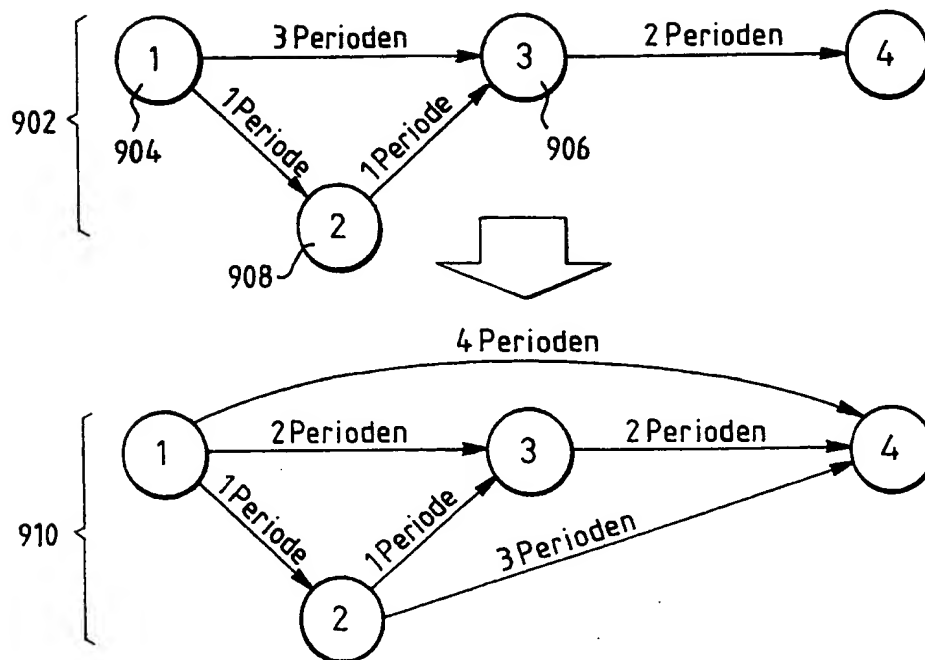 3 Perioden
2 Perioden
1
3
4
902
904
1 Periode
1 Periode
906
2
908
4 Perioden
1
2 Perioden
3
2 Perioden
4
910
1 Periode
1 Periode
3 Perioden
2